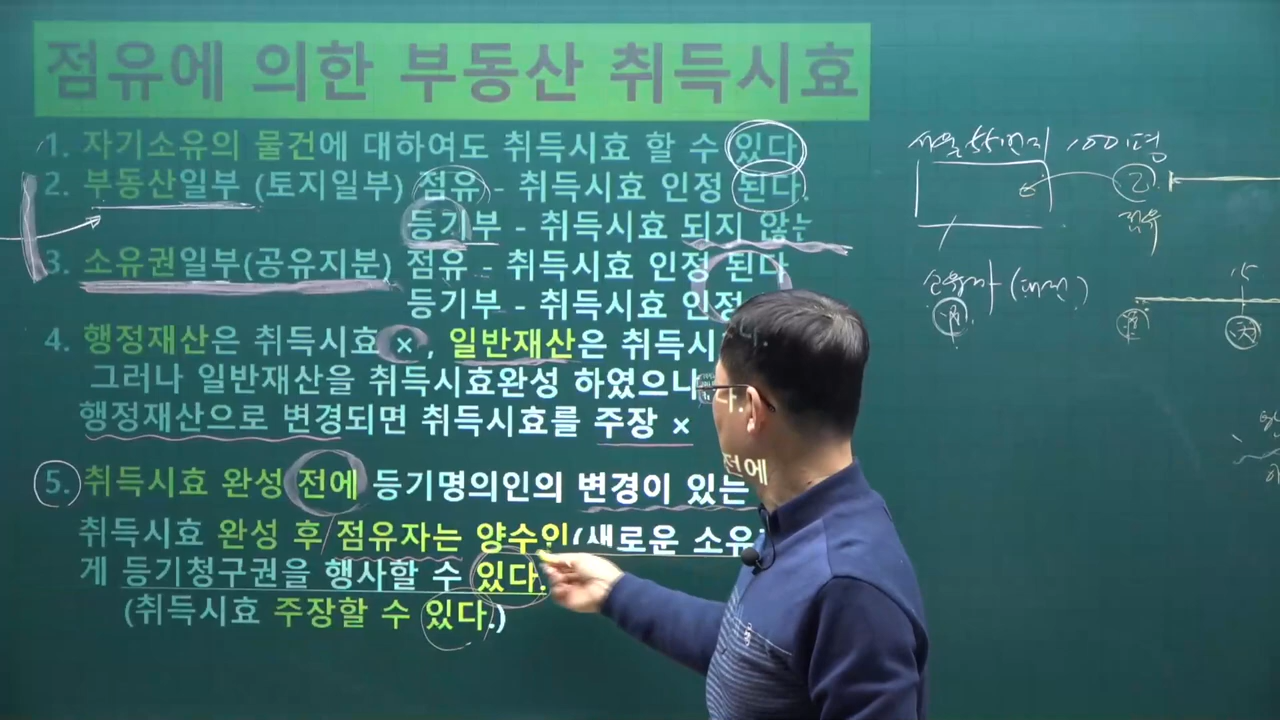 점유에 의한 부동산 취득시효
1. 자기소유의 물건에 대하여도 취득시효 할 수 있다
2. 부동산일부 (토지일부) 점유 - 취득시효 인정 된다.
등기부 - 취득시효 되지 않는
3. 소유권일부(공유지분) 점유 - 취득시효 인정 된다
등기부 - 취득시효 인정
4. 행정재산은 취득시효 × , 일반재산은 취득시
그러나 일반재산을 취득시효완성 하였으나
행정재산으로 변경되면 취득시효를 주장 ×
5. 취득시효 완성 전에 등기명의인의 변경이 있는
취득시효 완성 후 점유자는 양수인(새로운 소유
게 등기청구권을 행사할 수 있다.
(취득시효 주장할 수 있다.)
100평
乙
점유
소유자
甲
15